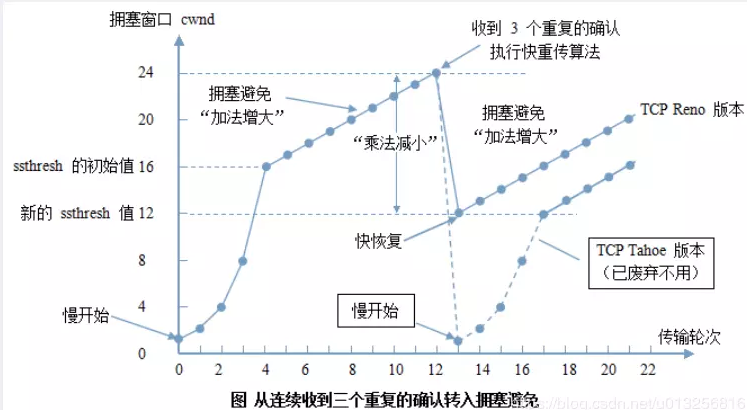 拥塞窗口 cwnd
收到 3 个重复的确认
执行快重传算法
24
拥塞避免
“加法增大”
拥塞避免
“加法增大”
TCP Reno 版本
20
“乘法减小”
ssthresh 的初始值
16
新的 ssthresh 值
12
快恢复
TCP Tahoe 版本
（已废弃不用）
8
慢开始
4
慢开始
传输轮次
0
0 2 4 6 8 10 12 14 16 18 20 22
图 从连续收到三个重复的确认转入拥塞避免
https://blog.csdn.net/u013256816